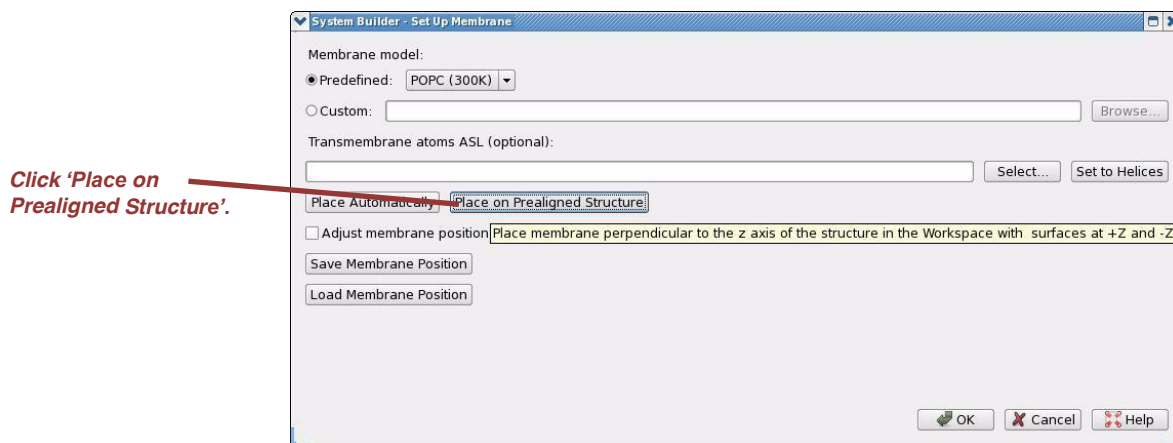 System Builder - Set Up Membrane
Membrane model:
Predefined: POPC (300K)
Custom: Browse...
Transmembrane atoms ASL (optional):
Select... Set to Helices
Click ‘Place on
Prealigned Structure’.
Place Automatically Place on Prealigned Structure
Adjust membrane position Place membrane perpendicular to the z axis of the structure in the Workspace with surfaces at +Z and -Z
Save Membrane Position
Load Membrane Position
OK Cancel Help